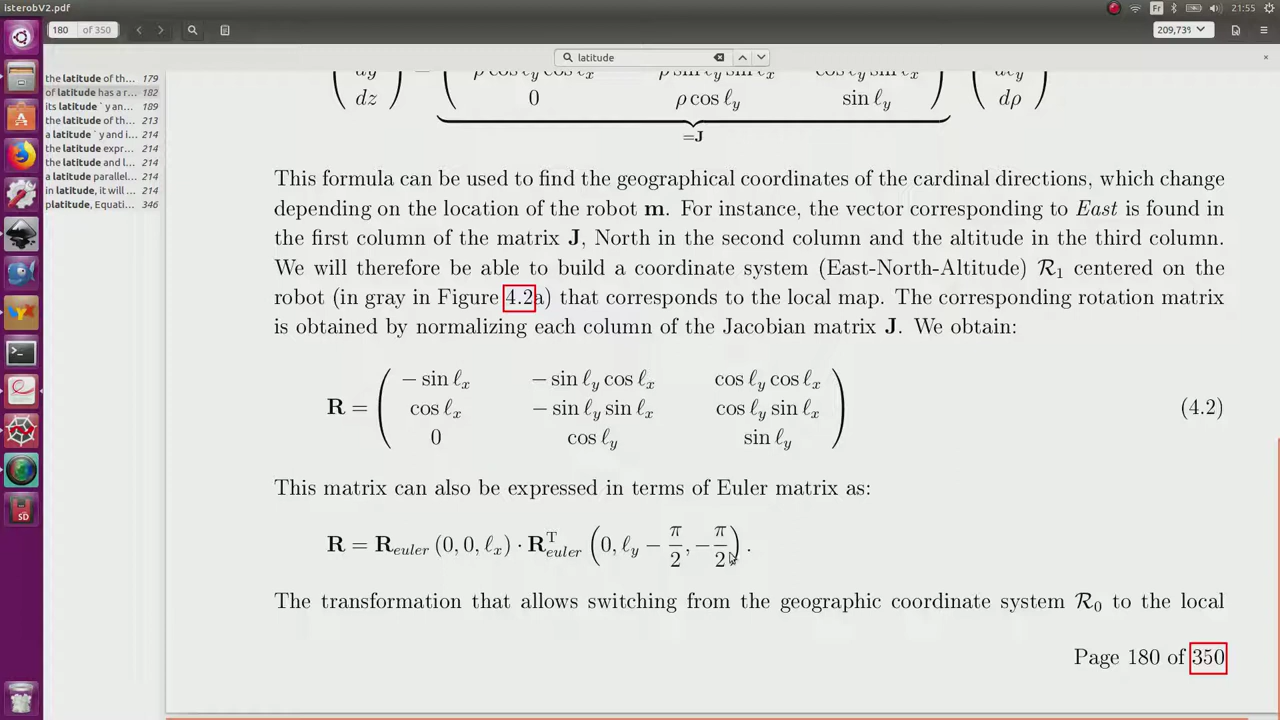 isterobV2.pdf
Fr
21:55
180 of 350
209,73%
latitude
the latitude of th... 179
of latitude has a r... 182
its latitude ` y an... 189
the latitude of th... 213
a latitude ` y and i... 214
the latitude expr... 214
the latitude and l... 214
a latitude parallel... 214
in latitude, it will ... 214
platitude, Equati... 346
dz
0 ρ cos ℓy sin ℓy dρ
=J
This formula can be used to find the geographical coordinates of the cardinal directions, which change
depending on the location of the robot m. For instance, the vector corresponding to East is found in
the first column of the matrix J, North in the second column and the altitude in the third column.
We will therefore be able to build a coordinate system (East-North-Altitude) R1 centered on the
robot (in gray in Figure 4.2a) that corresponds to the local map. The corresponding rotation matrix
is obtained by normalizing each column of the Jacobian matrix J. We obtain:
− sin ℓx − sin ℓy cos ℓx cos ℓy cos ℓx
R = ( cos ℓx − sin ℓy sin ℓx cos ℓy sin ℓx ) (4.2)
0 cos ℓy sin ℓy
This matrix can also be expressed in terms of Euler matrix as:
R = Reuler (0, 0, ℓx) · R^T euler (0, ℓy − π/2, −π/2) .
The transformation that allows switching from the geographic coordinate system R0 to the local
Page 180 of 350
SD